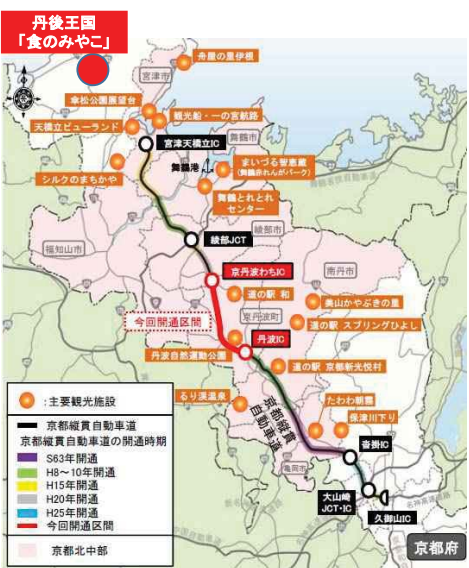 丹後王国
「食のみやこ」
舟屋の里伊根
宮津市
傘松公園展望台
観光船・一の宮航路
天橋立ビューランド
舞鶴市
宮津天橋立IC
舞鶴港
まいづる智恵蔵
(舞鶴赤れんがパーク)
シルクのまちかや
舞鶴とれとれ
センター
綾部市
綾部JCT
福知山市
京丹波わちIC
南丹市
道の駅 和
美山かやぶきの里
京丹波町
今回開通区間
道の駅 スプリングひよし
丹波IC
丹波自然運動公園
道の駅 京都新光悦村
るり渓温泉
たわわ朝霧
保津川下り
京都縦貫
自動車道
沓掛IC
亀岡市
大山崎
JCT・IC
久御山IC
名神高速道路
京都府
:主要観光施設
京都縦貫自動車道
京都縦貫自動車道の開通時期
S63年開通
H8~10年開通
H15年開通
H20年開通
H25年開通
今回開通区間
京都北中部